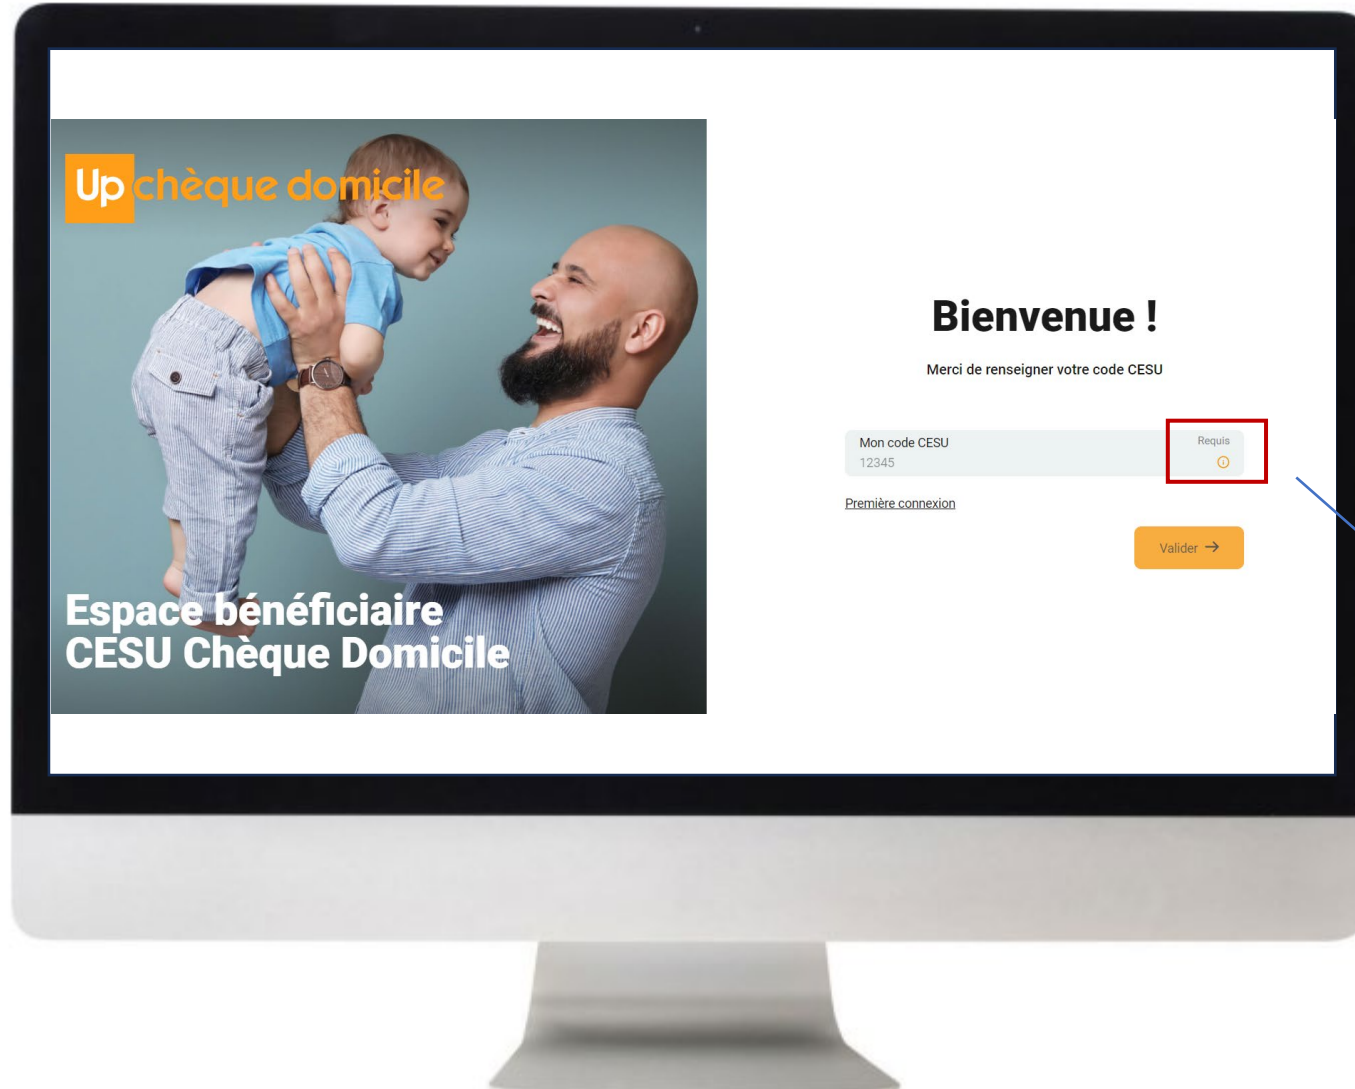 Up chèque domicile
Espace bénéficiaire
CESU Chèque Domicile
Bienvenue !
Merci de renseigner votre code CESU
Mon code CESU
Requis
12345
Première connexion
Valider →